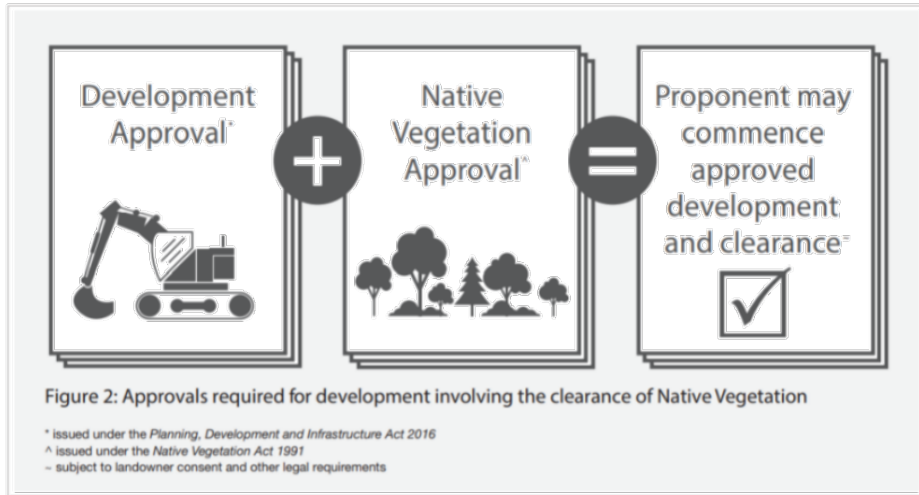 Development
Approval*
Native
Vegetation
Approval^
Proponent may
commence
approved
development
and clearance~
Figure 2: Approvals required for development involving the clearance of Native Vegetation
* issued under the Planning, Development and Infrastructure Act 2016
^ issued under the Native Vegetation Act 1991
~ subject to landowner consent and other legal requirements